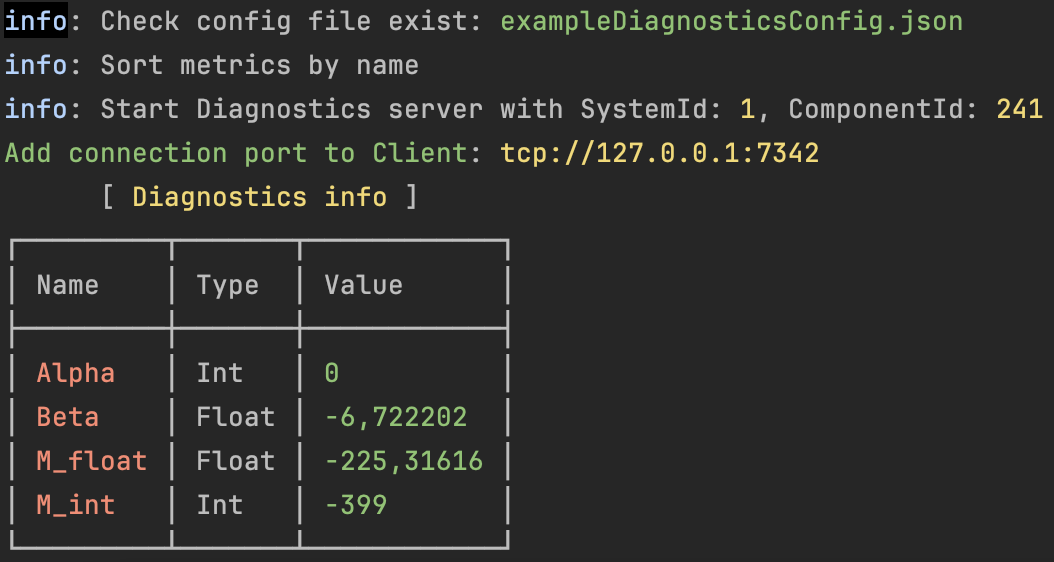 info: Check config file exist: exampleDiagnosticsConfig.json
info: Sort metrics by name
info: Start Diagnostics server with SystemId: 1, ComponentId: 241
Add connection port to Client: tcp://127.0.0.1:7342
[ Diagnostics info ]
Name Type Value
Alpha Int 0
Beta Float -6,722202
M_float Float -225,31616
M_int Int -399